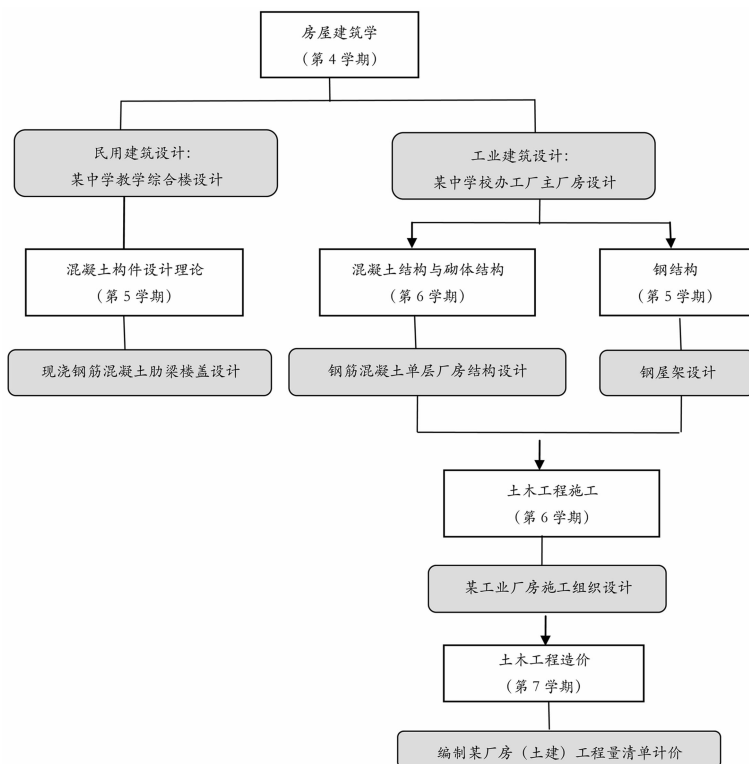 房屋建筑学
（第 4 学期）
民用建筑设计：
某中学教学综合楼设计
工业建筑设计：
某中学校办工厂主厂房设计
混凝土构件设计理论
（第 5 学期）
混凝土结构与砌体结构
（第 6 学期）
钢结构
（第 5 学期）
现浇钢筋混凝土肋梁楼盖设计
钢筋混凝土单层厂房结构设计
钢屋架设计
土木工程施工
（第 6 学期）
某工业厂房施工组织设计
土木工程造价
（第 7 学期）
编制某厂房（土建）工程量清单计价